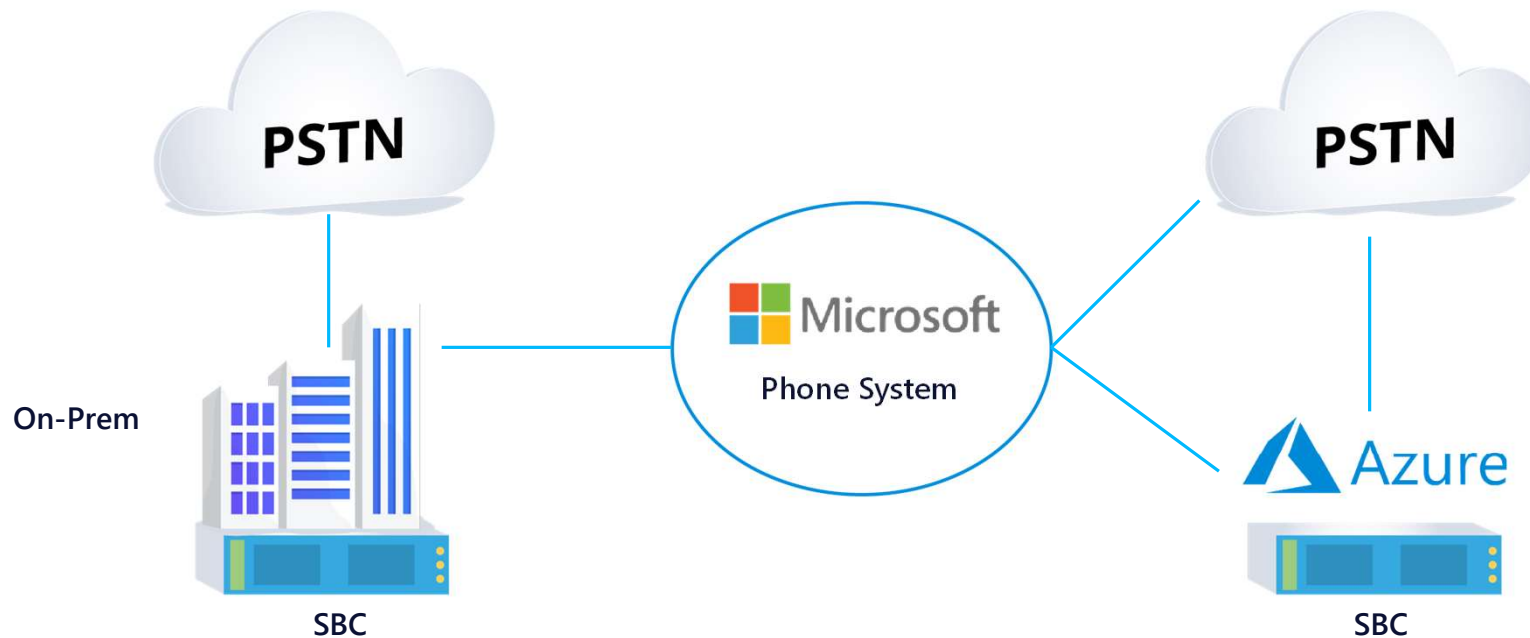 PSTN
PSTN
Microsoft
Phone System
On-Prem
Azure
SBC
SBC